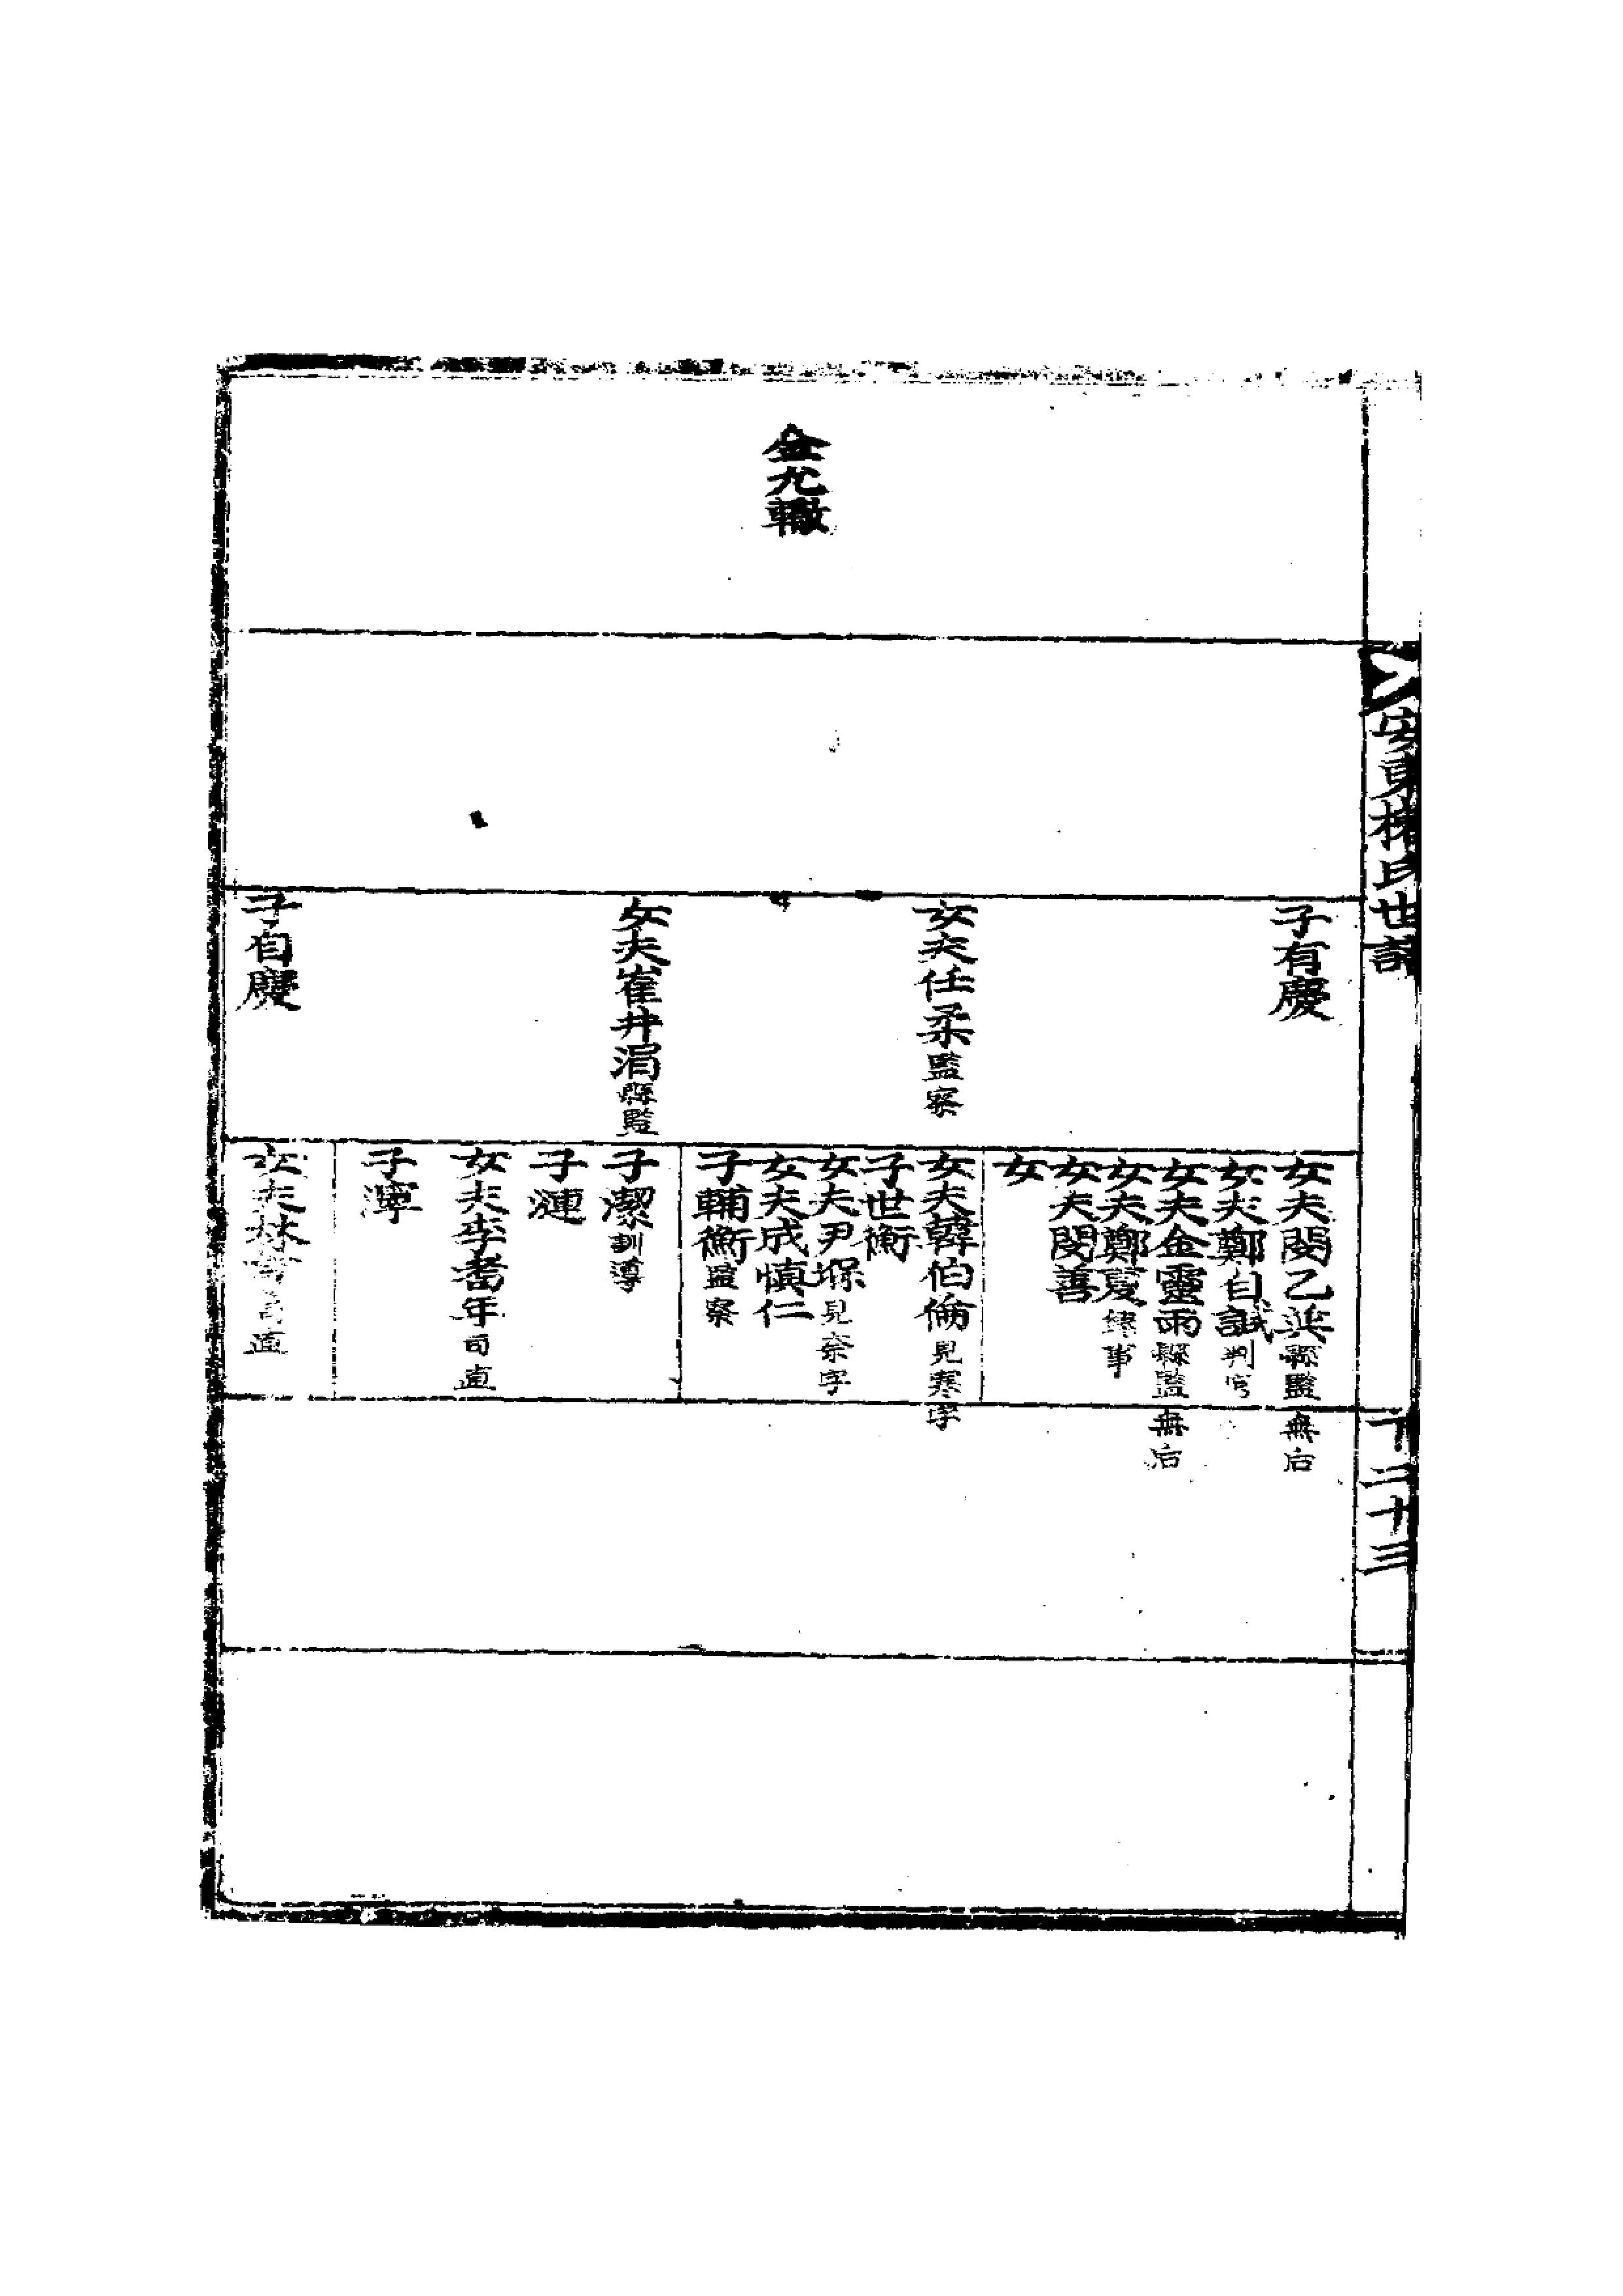 安東權氏世譜
下二十三
金允轍
子有慶
女夫任柔監察
女夫崔井涓縣監
子自慶
女夫閔乙英縣監無后
女夫鄭自誠判官
女夫金靈雨縣監無后
女夫鄭夏錄事
女夫閔善
女
女夫韓伯倫見寒字
子世衡
女夫尹堢見奈字
女夫成愼仁
子輔衡監察
子潔訓導
子漣
女夫李耆年司直
子濘
女夫林
司直